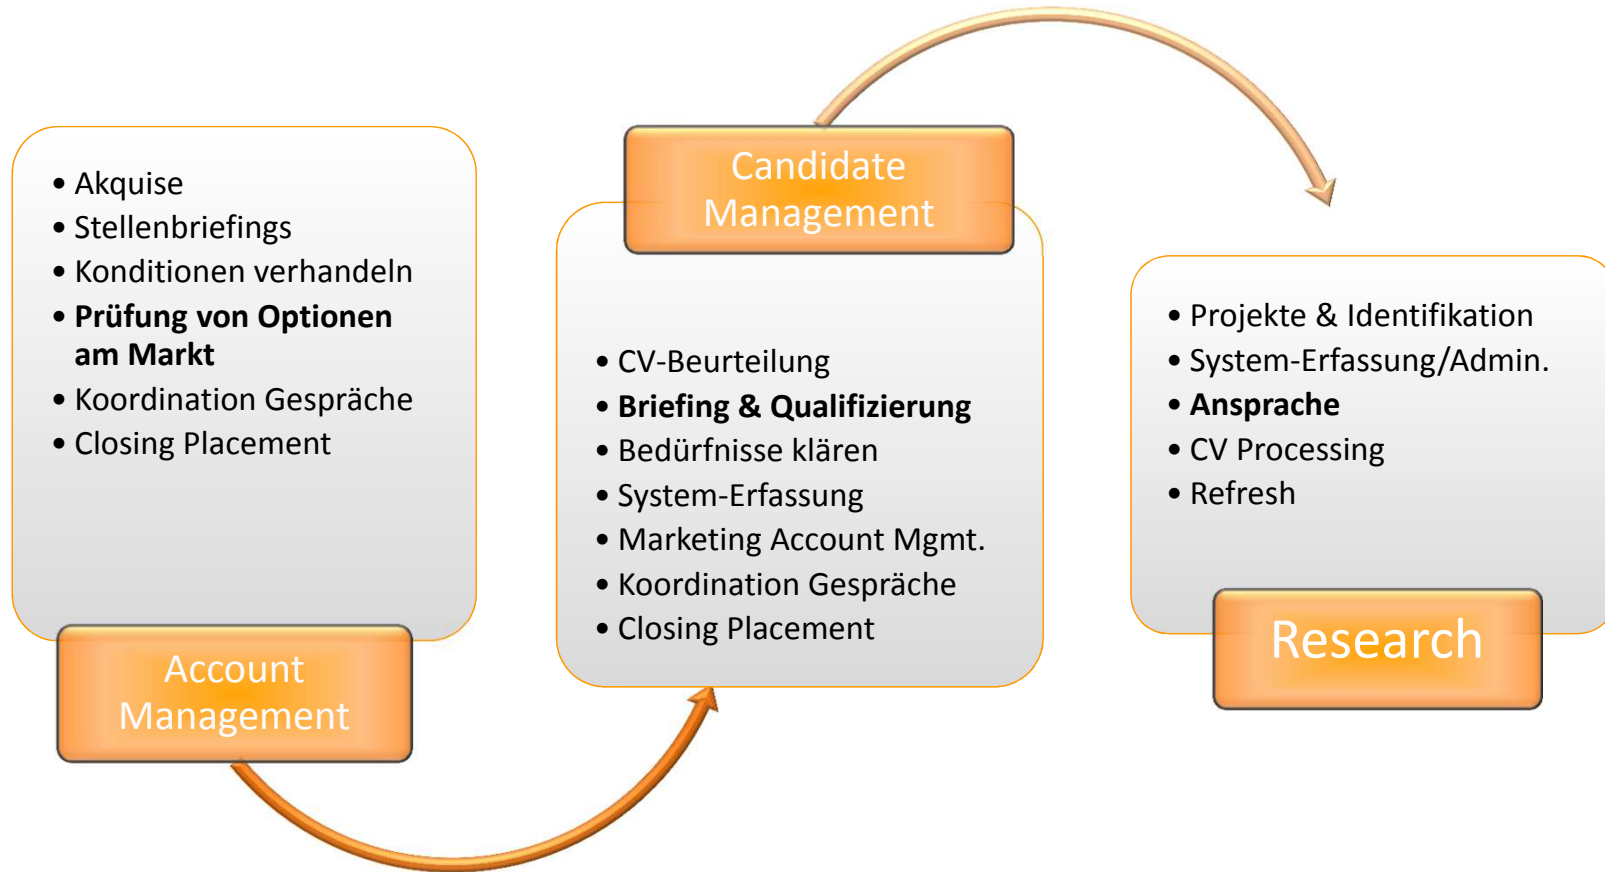 • Akquise
• Stellenbriefings
• Konditionen verhandeln
• Prüfung von Optionen
am Markt
• Koordination Gespräche
• Closing Placement
Account
Management
Candidate
Management
• CV-Beurteilung
• Briefing & Qualifizierung
• Bedürfnisse klären
• System-Erfassung
• Marketing Account Mgmt.
• Koordination Gespräche
• Closing Placement
• Projekte & Identifikation
• System-Erfassung/Admin.
• Ansprache
• CV Processing
• Refresh
Research